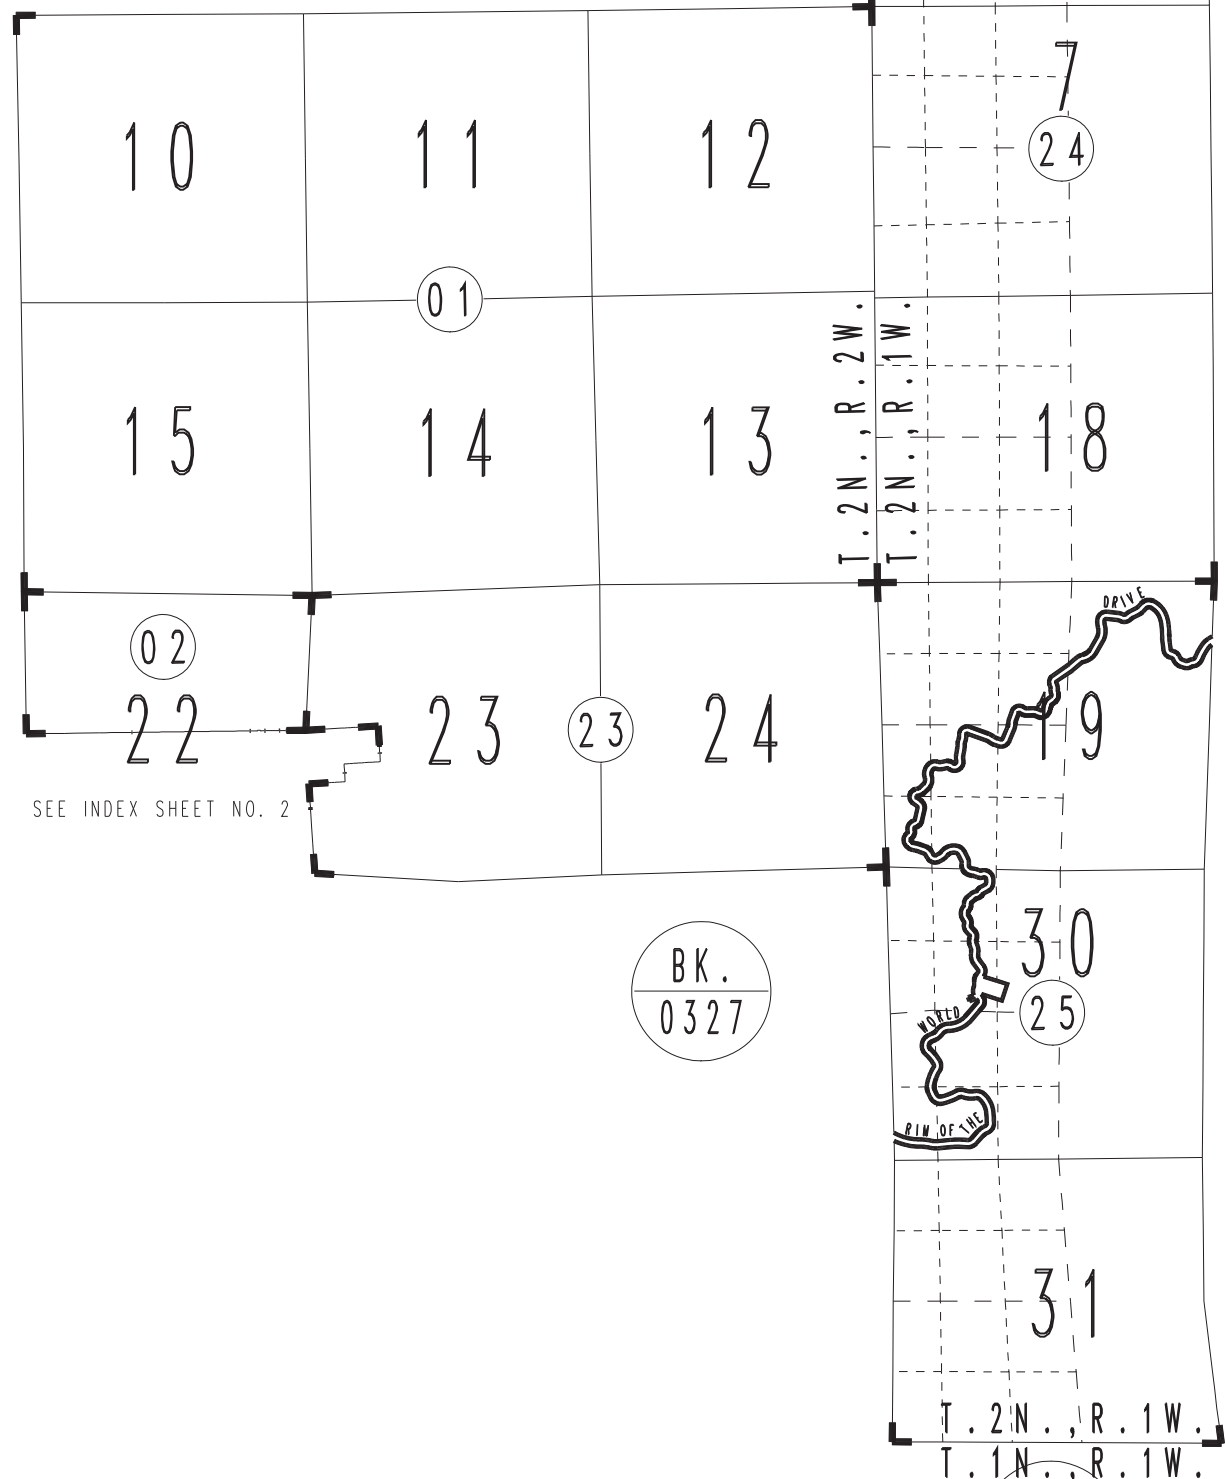 7
24
10
11
12
01
T.2N.,R.2W.
T.2N.,R.1W.
15
14
13
18
DRIVE
02
22
23
23
24
19
SEE INDEX SHEET NO. 2
BK.
0327
30
25
WORLD
RIM OF THE
31
T.2N.,R.1W.
T.1N.,R.1W.